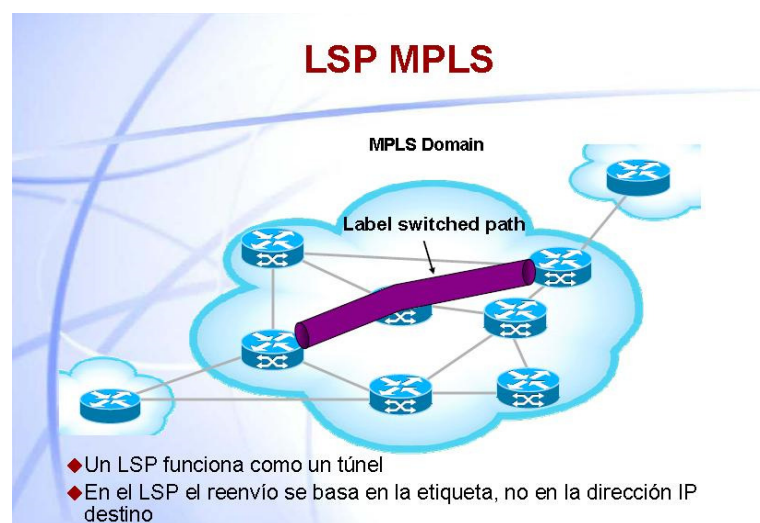 LSP MPLS
MPLS Domain
Label switched path
Un LSP funciona como un túnel
En el LSP el reenvío se basa en la etiqueta, no en la dirección IP
destino